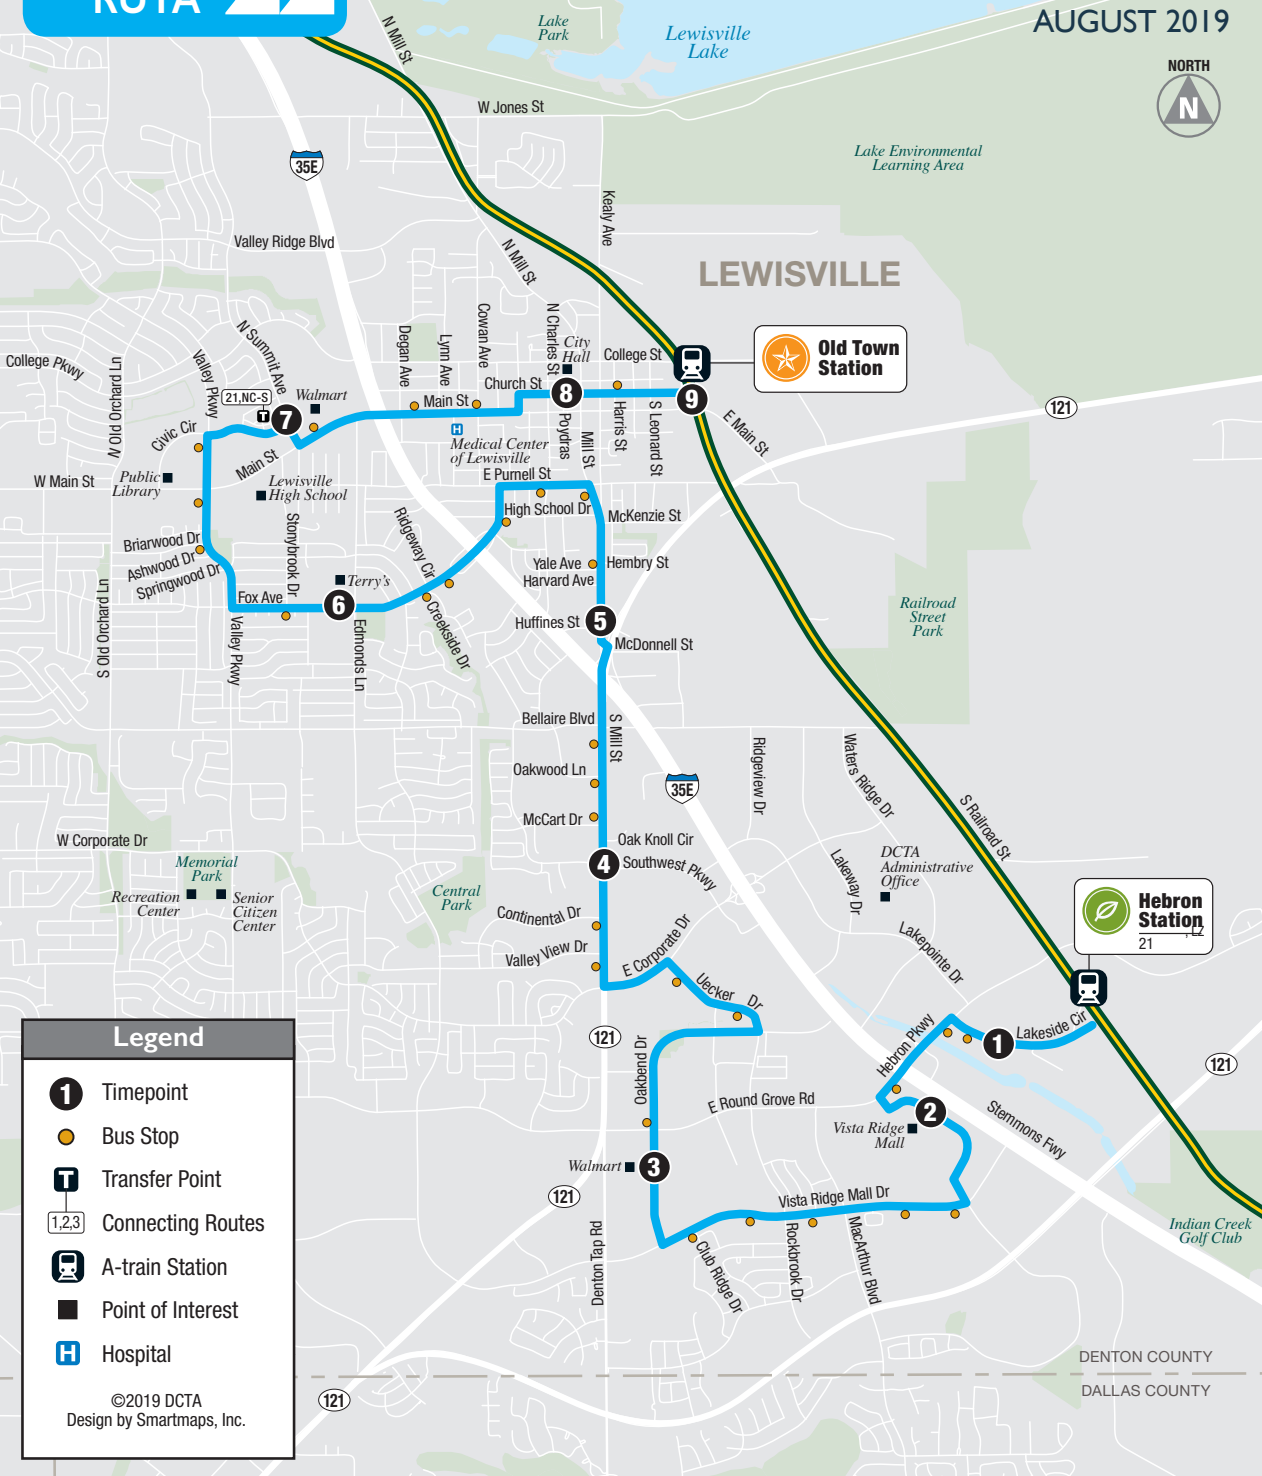 RUTA 22
AUGUST 2019
NORTH
N
Lake
Park
Lewisville
Lake
N Mill St
W Jones St
35E
Lake Environmental
Learning Area
Kealy Ave
Valley Ridge Blvd
N Mill St
LEWISVILLE
College Pkwy
N Old Orchard Ln
Valley Pkwy
N Summit Ave
21,NC-S
T
7
Walmart
Degan Ave
Lynn Ave
Cowan Ave
N Charles St
City
Hall
College St
Church St
Main St
8
9
Old Town
Station
121
Civic Cir
Main St
H
Medical Center
of Lewisville
Poydras
Mill St
Harris St
S Leonard St
E Main St
W Main St
Public
Library
Lewisville
High School
E Purnell St
High School Dr
McKenzie St
Briarwood Dr
Ashwood Dr
Springwood Dr
Stonybrook Dr
Ridgeway Cir
Yale Ave
Hembry St
Harvard Ave
Terry's
Fox Ave
6
Creekside Dr
Huffines St
5
McDonnell St
Railroad
Street
Park
S Old Orchard Ln
Valley Pkwy
Edmonds Ln
Bellaire Blvd
S Mill St
Oakwood Ln
35E
Ridgeview Dr
Waters Ridge Dr
McCart Dr
S Railroad St
W Corporate Dr
Oak Knoll Cir
4
Southwest Pkwy
Memorial
Park
Recreation
Center
Senior
Citizen
Center
Central
Park
Lakeway Dr
DCTA
Administrative
Office
Hebron
Station
21
, LZ
Continental Dr
Valley View Dr
E Corporate Dr
Lakepointe Dr
Uecker Dr
121
Oakbend Dr
Hebron Pkwy
1
Lakeside Cir
121
E Round Grove Rd
2
Vista Ridge
Mall
Stemmons Fwy
Walmart
3
121
Vista Ridge Mall Dr
Denton Tap Rd
Club Ridge Dr
Rockbrook Dr
MacArthur Blvd
Indian Creek
Golf Club
DENTON COUNTY
DALLAS COUNTY
121
Legend
1
Timepoint
Bus Stop
T
Transfer Point
1,2,3
Connecting Routes
A-train Station
Point of Interest
H
Hospital
©2019 DCTA
Design by Smartmaps, Inc.